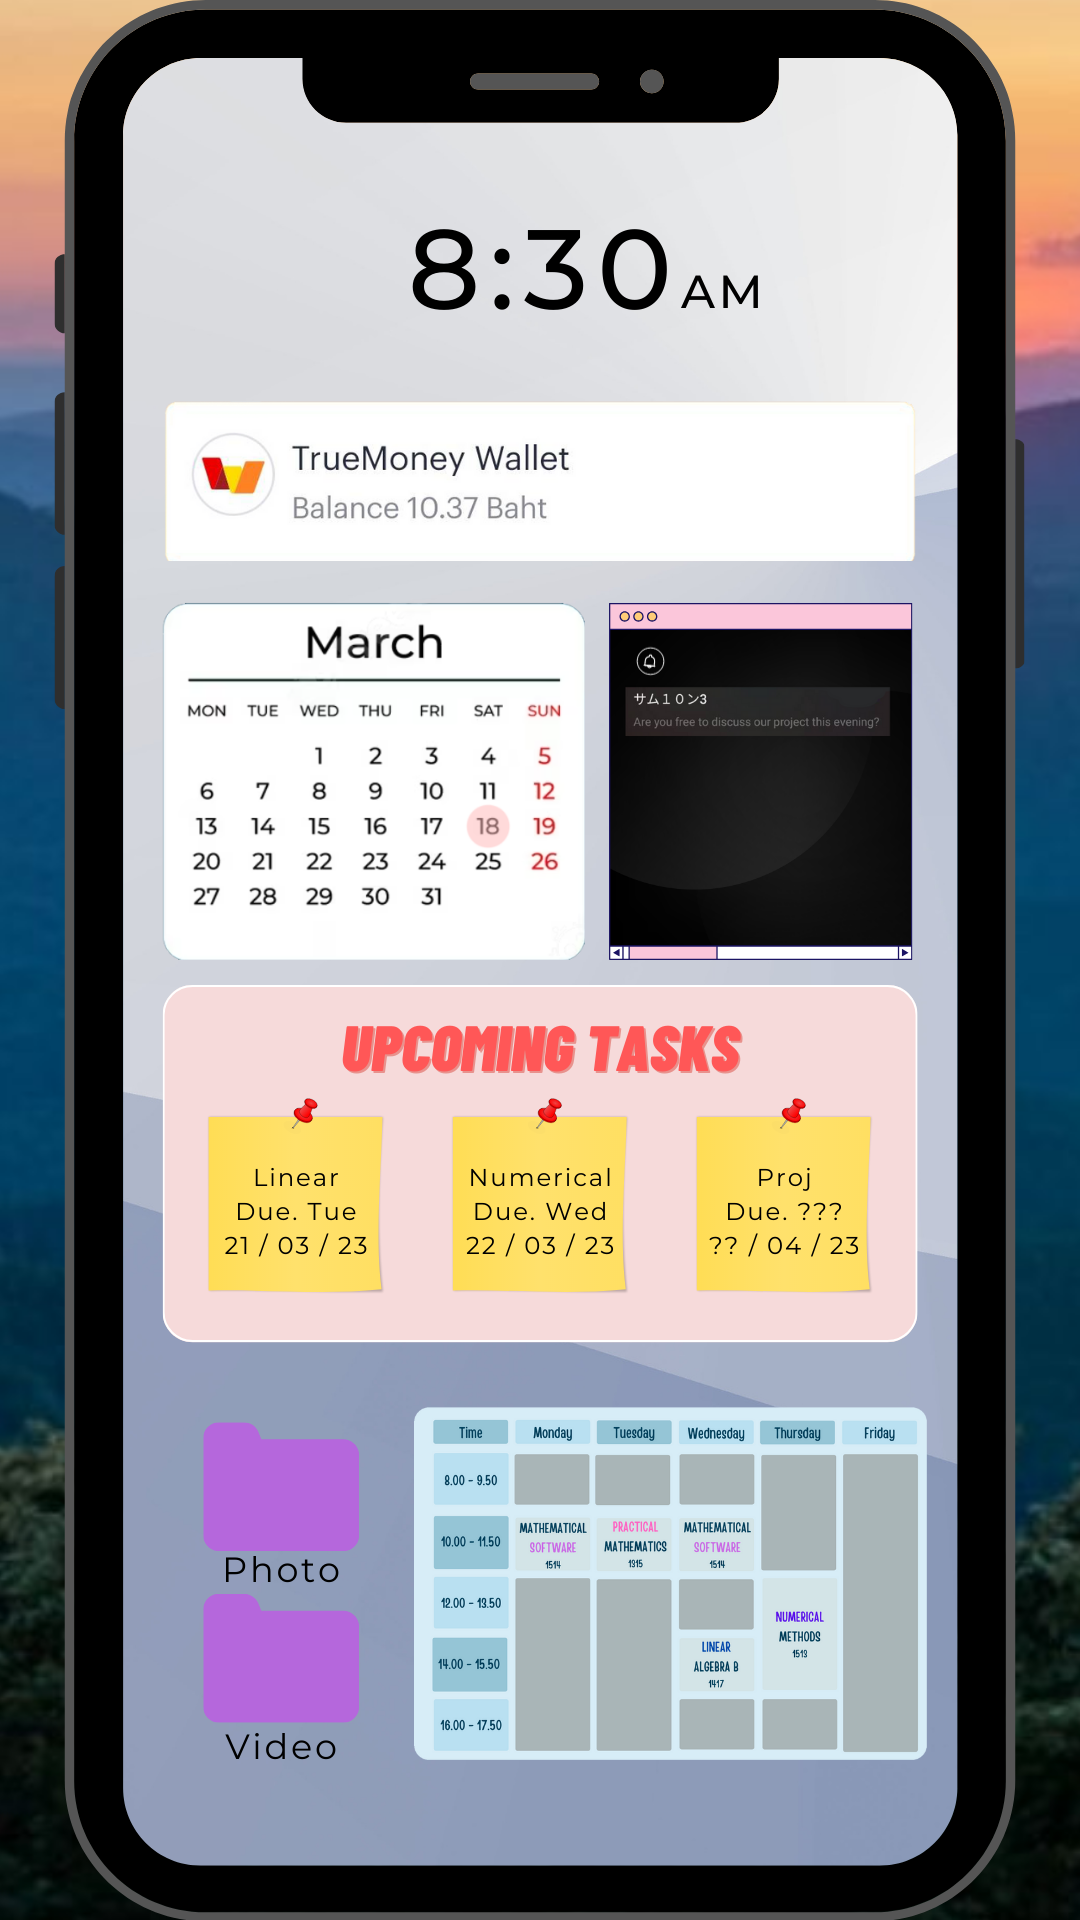 8:30 AM
TrueMoney Wallet
Balance 10.37 Baht
March
MON TUE WED THU FRI SAT SUN
1 2 3 4 5
6 7 8 9 10 11 12
13 14 15 16 17 18 19
20 21 22 23 24 25 26
27 28 29 30 31
サム１０ン3
Are you free to discuss our project this evening?
UPCOMING TASKS
Linear
Due. Tue
21 / 03 / 23
Numerical
Due. Wed
22 / 03 / 23
Proj
Due. ???
?? / 04 / 23
Photo
Video
Time Monday Tuesday Wednesday Thursday Friday
8.00 - 9.50
10.00 - 11.50
MATHEMATICAL
SOFTWARE
1514
PRACTICAL
MATHEMATICS
1315
MATHEMATICAL
SOFTWARE
1514
12.00 - 13.50
NUMERICAL
METHODS
1513
14.00 - 15.50
LINEAR
ALGEBRA B
1417
16.00 - 17.50